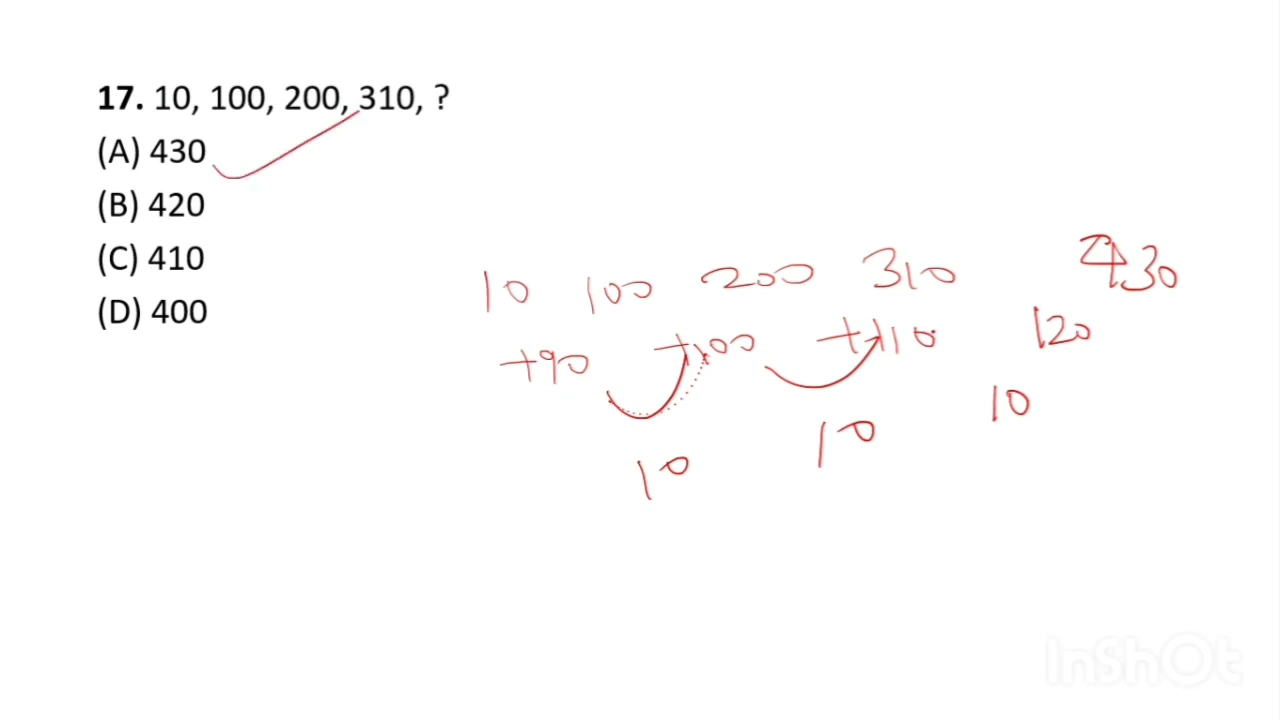 17. 10, 100, 200, 310, ?
(A) 430
(B) 420
(C) 410
(D) 400
10 100 200 310 430
+90 +100 +110 120
10 10 10
InShOt